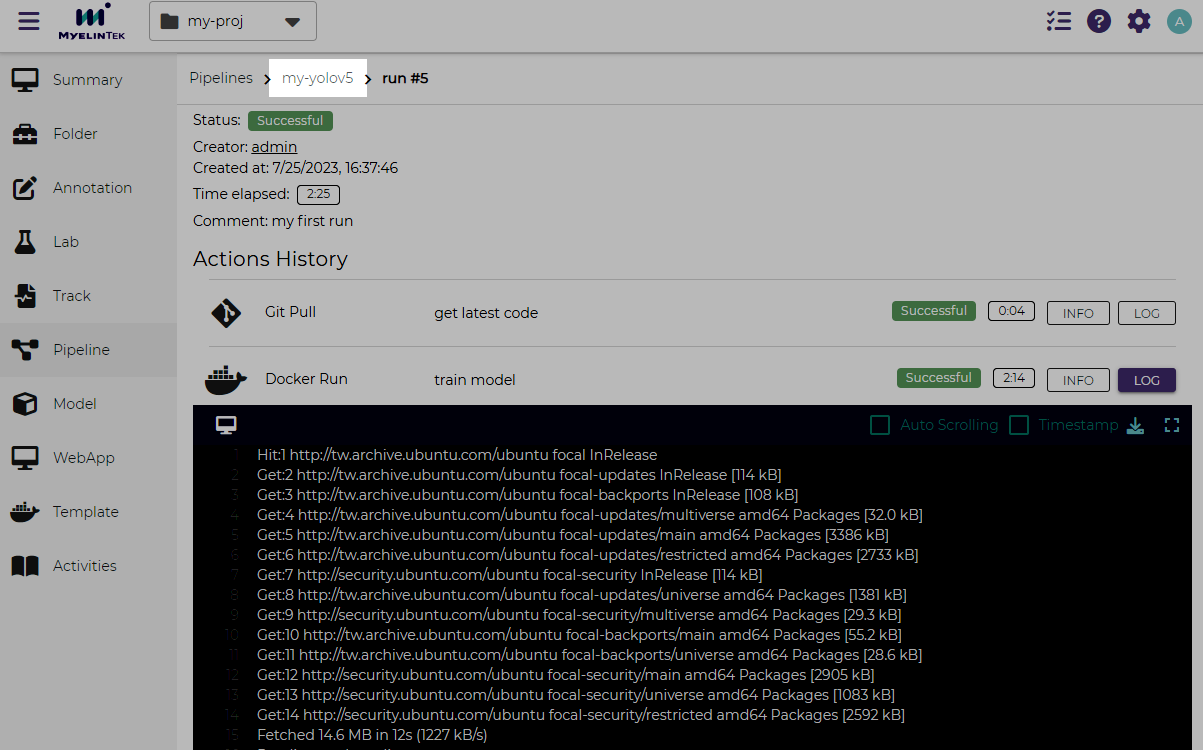 MYELINTEK
my-proj
?
A
Summary
Folder
Annotation
Lab
Track
Pipeline
Model
WebApp
Template
Activities
Pipelines > my-yolov5 > run #5
Status: Successful
Creator: admin
Created at: 7/25/2023, 16:37:46
Time elapsed: 2:25
Comment: my first run
Actions History
Git Pull get latest code Successful 0:04 INFO LOG
Docker Run train model Successful 2:14 INFO LOG
Auto Scrolling Timestamp
1 Hit:1 http://tw.archive.ubuntu.com/ubuntu focal InRelease
2 Get:2 http://tw.archive.ubuntu.com/ubuntu focal-updates InRelease [114 kB]
3 Get:3 http://tw.archive.ubuntu.com/ubuntu focal-backports InRelease [108 kB]
4 Get:4 http://tw.archive.ubuntu.com/ubuntu focal-updates/multiverse amd64 Packages [32.0 kB]
5 Get:5 http://tw.archive.ubuntu.com/ubuntu focal-updates/main amd64 Packages [3386 kB]
6 Get:6 http://tw.archive.ubuntu.com/ubuntu focal-updates/restricted amd64 Packages [2733 kB]
7 Get:7 http://security.ubuntu.com/ubuntu focal-security InRelease [114 kB]
8 Get:8 http://tw.archive.ubuntu.com/ubuntu focal-updates/universe amd64 Packages [1381 kB]
9 Get:9 http://security.ubuntu.com/ubuntu focal-security/multiverse amd64 Packages [29.3 kB]
10 Get:10 http://tw.archive.ubuntu.com/ubuntu focal-backports/main amd64 Packages [55.2 kB]
11 Get:11 http://tw.archive.ubuntu.com/ubuntu focal-backports/universe amd64 Packages [28.6 kB]
12 Get:12 http://security.ubuntu.com/ubuntu focal-security/main amd64 Packages [2905 kB]
13 Get:13 http://security.ubuntu.com/ubuntu focal-security/universe amd64 Packages [1083 kB]
14 Get:14 http://security.ubuntu.com/ubuntu focal-security/restricted amd64 Packages [2592 kB]
15 Fetched 14.6 MB in 12s (1227 kB/s)